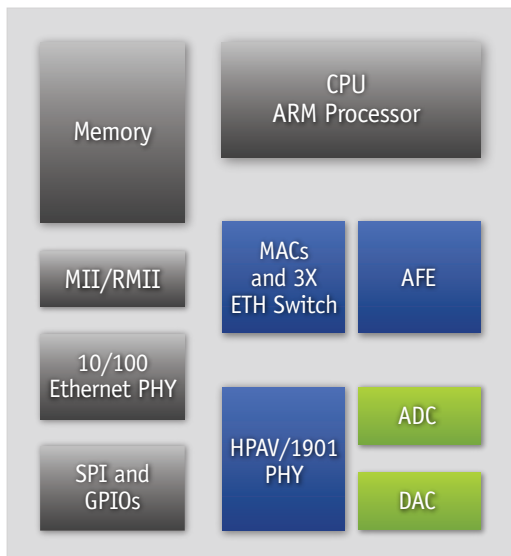 Memory
CPU
ARM Processor
MII/RMII
MACs
and 3X
ETH Switch
AFE
10/100
Ethernet PHY
HPAV/1901
PHY
ADC
SPI and
GPIOs
DAC